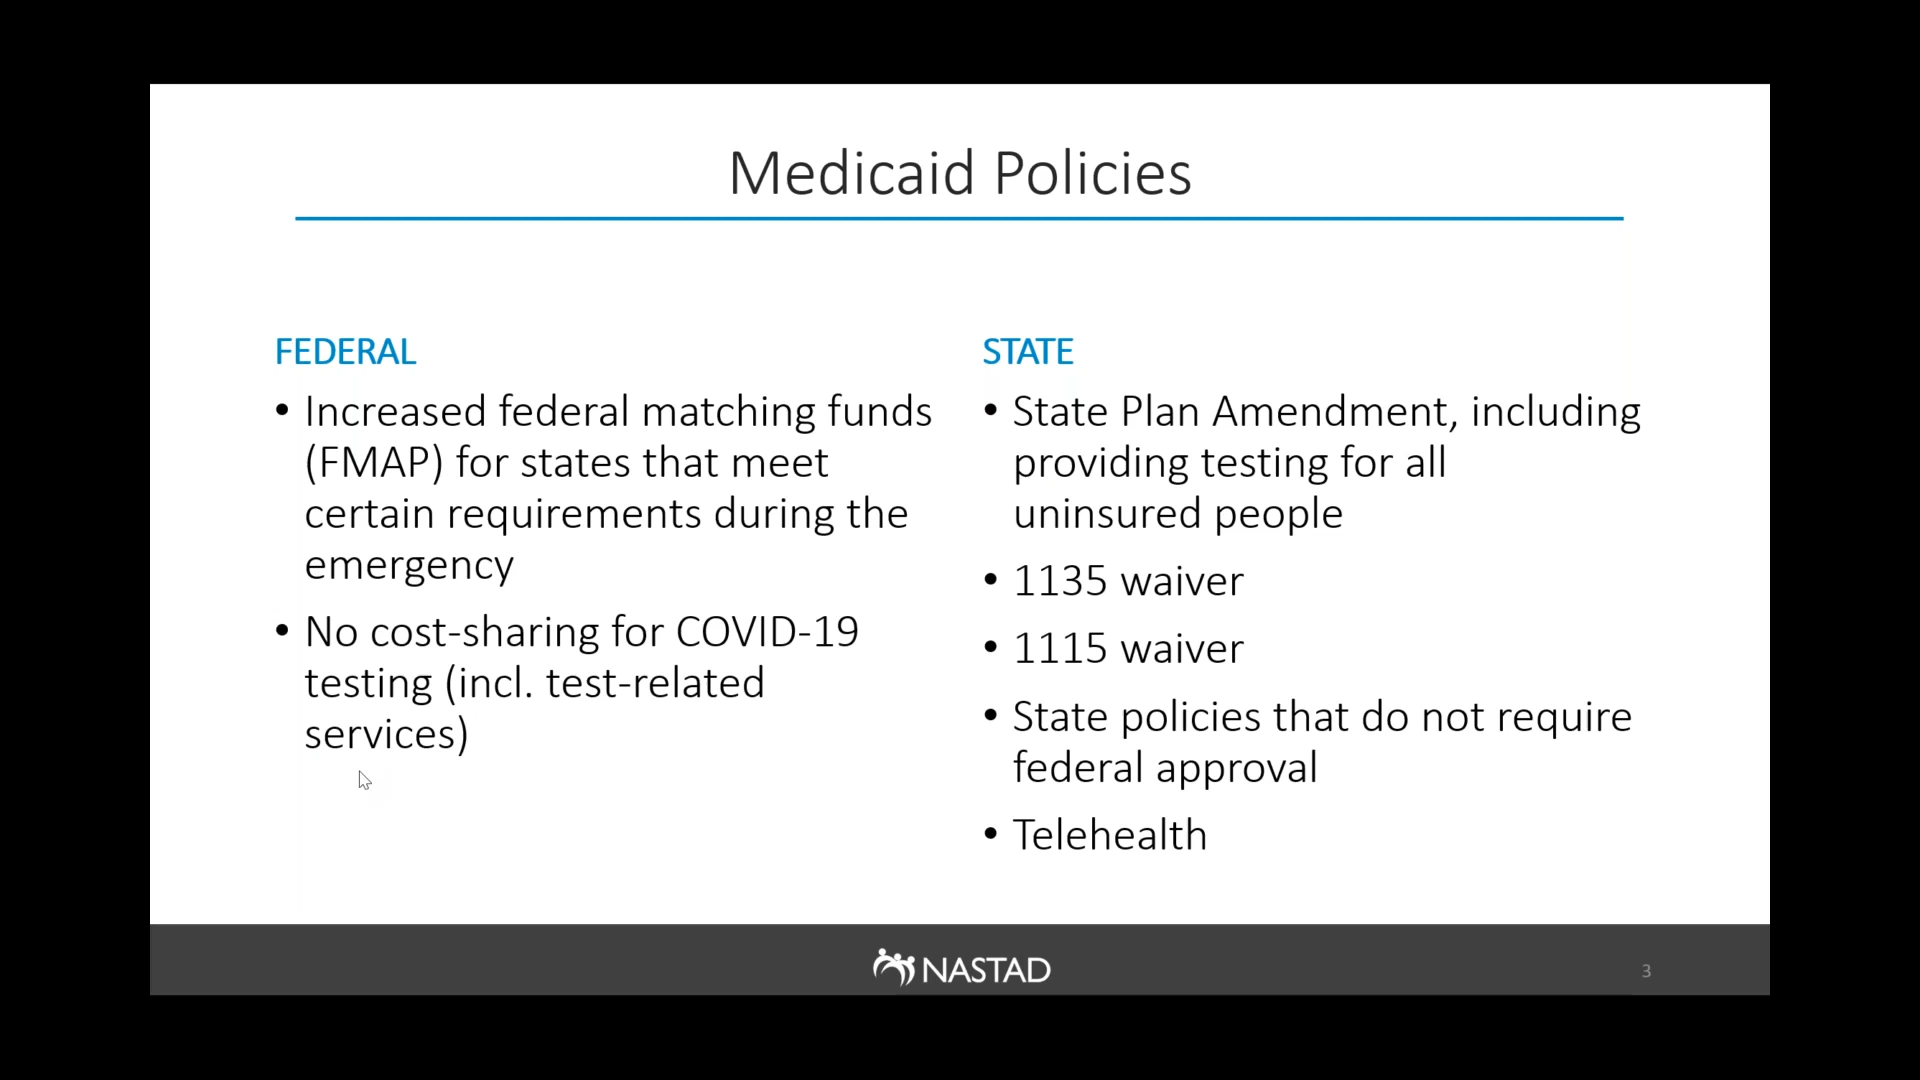 Medicaid Policies
FEDERAL
• Increased federal matching funds
(FMAP) for states that meet
certain requirements during the
emergency
• No cost-sharing for COVID-19
testing (incl. test-related
services)
STATE
• State Plan Amendment, including
providing testing for all
uninsured people
• 1135 waiver
• 1115 waiver
• State policies that do not require
federal approval
• Telehealth
NASTAD
3